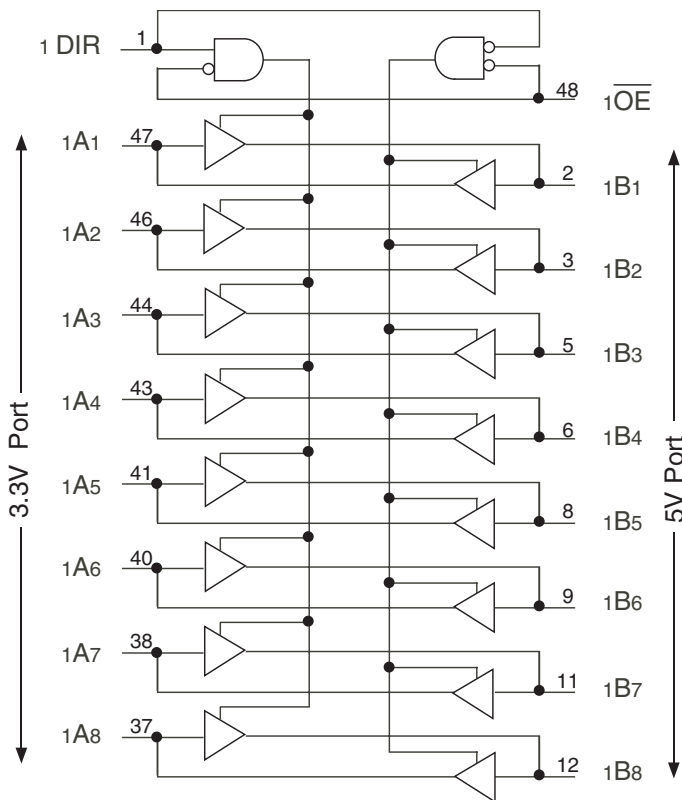 1 DIR 1
48 1O̅E̅
1A1 47
2 1B1
1A2 46
3 1B2
1A3 44
5 1B3
1A4 43
6 1B4
1A5 41
8 1B5
1A6 40
9 1B6
1A7 38
11 1B7
1A8 37
12 1B8
3.3V Port
5V Port